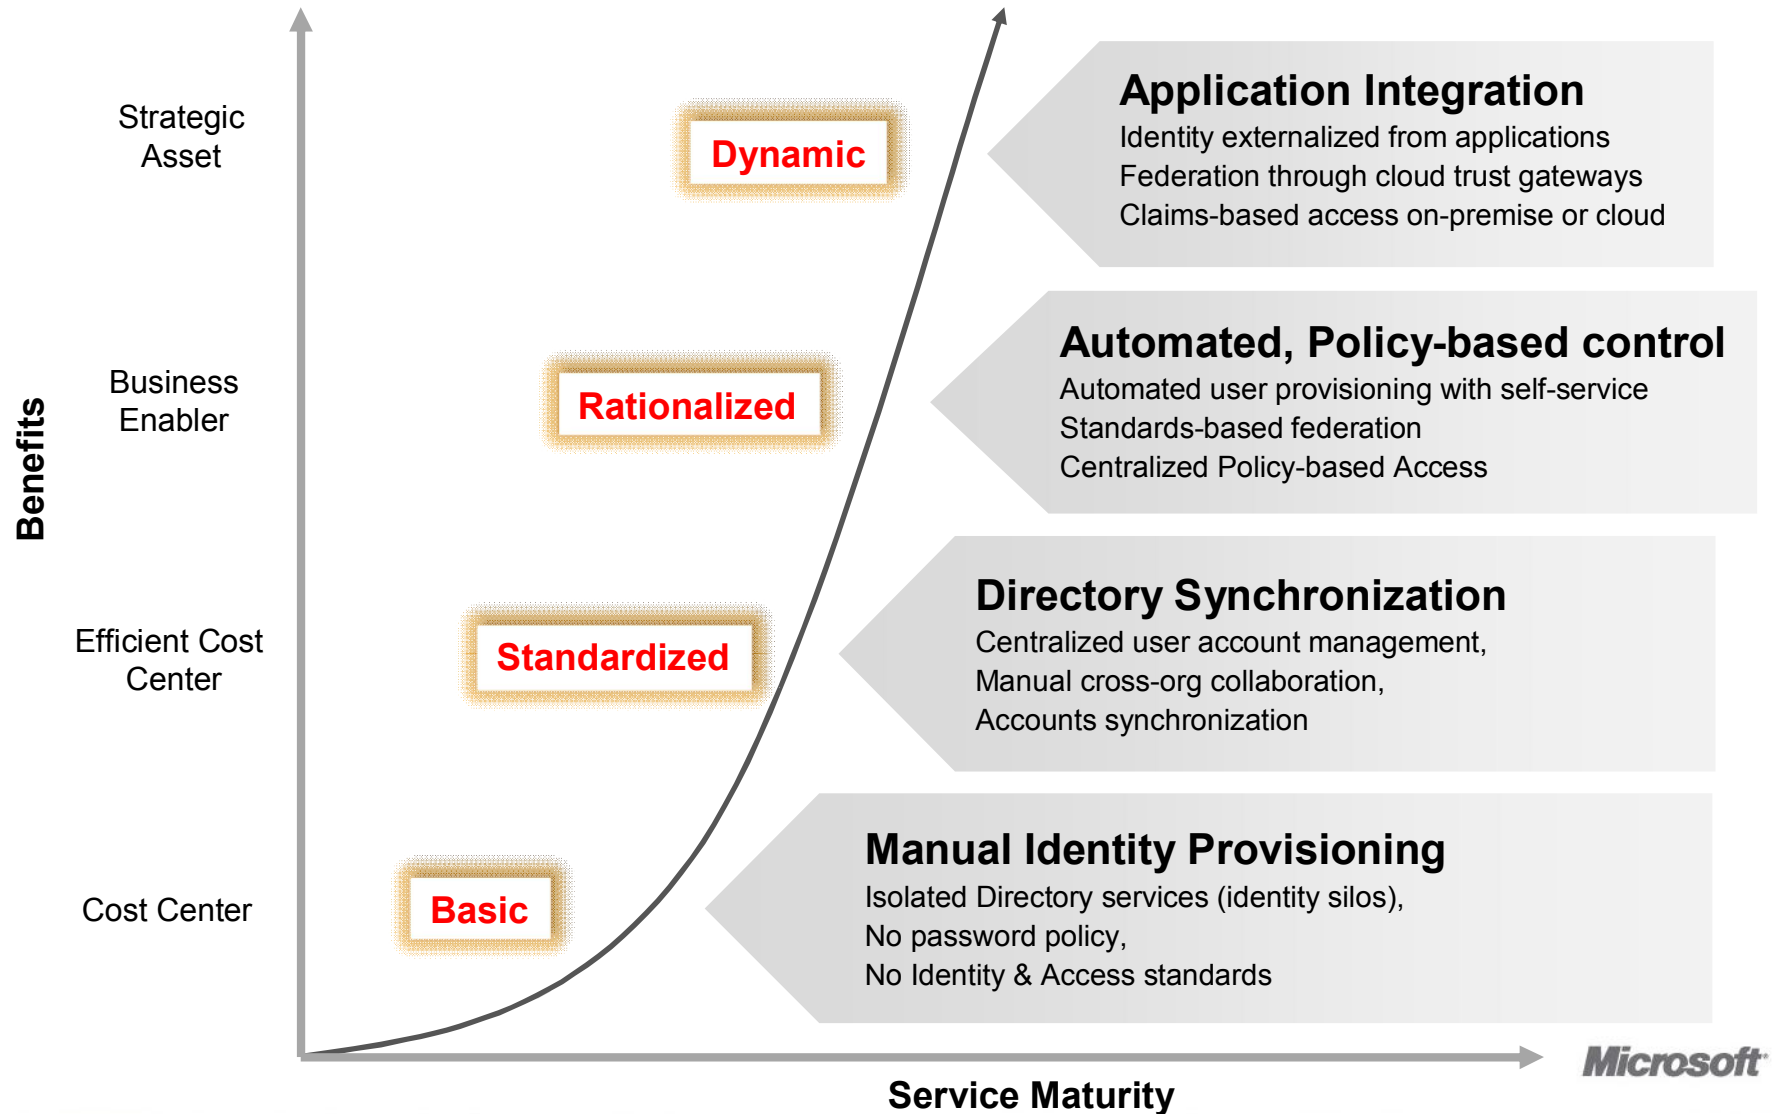 Strategic
Asset
Dynamic
Application Integration
Identity externalized from applications
Federation through cloud trust gateways
Claims-based access on-premise or cloud
Business
Enabler
Rationalized
Automated, Policy-based control
Automated user provisioning with self-service
Standards-based federation
Centralized Policy-based Access
Benefits
Efficient Cost
Center
Standardized
Directory Synchronization
Centralized user account management,
Manual cross-org collaboration,
Accounts synchronization
Cost Center
Basic
Manual Identity Provisioning
Isolated Directory services (identity silos),
No password policy,
No Identity & Access standards
Service Maturity
Microsoft